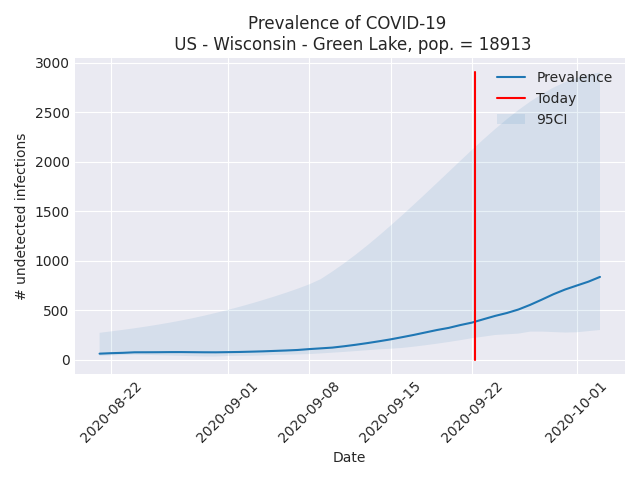 Prevalence of COVID-19
US - Wisconsin - Green Lake, pop. = 18913
Prevalence
Today
95CI
# undetected infections
3000
2500
2000
1500
1000
500
0
2020-08-22
2020-09-01
2020-09-08
2020-09-15
2020-09-22
2020-10-01
Date